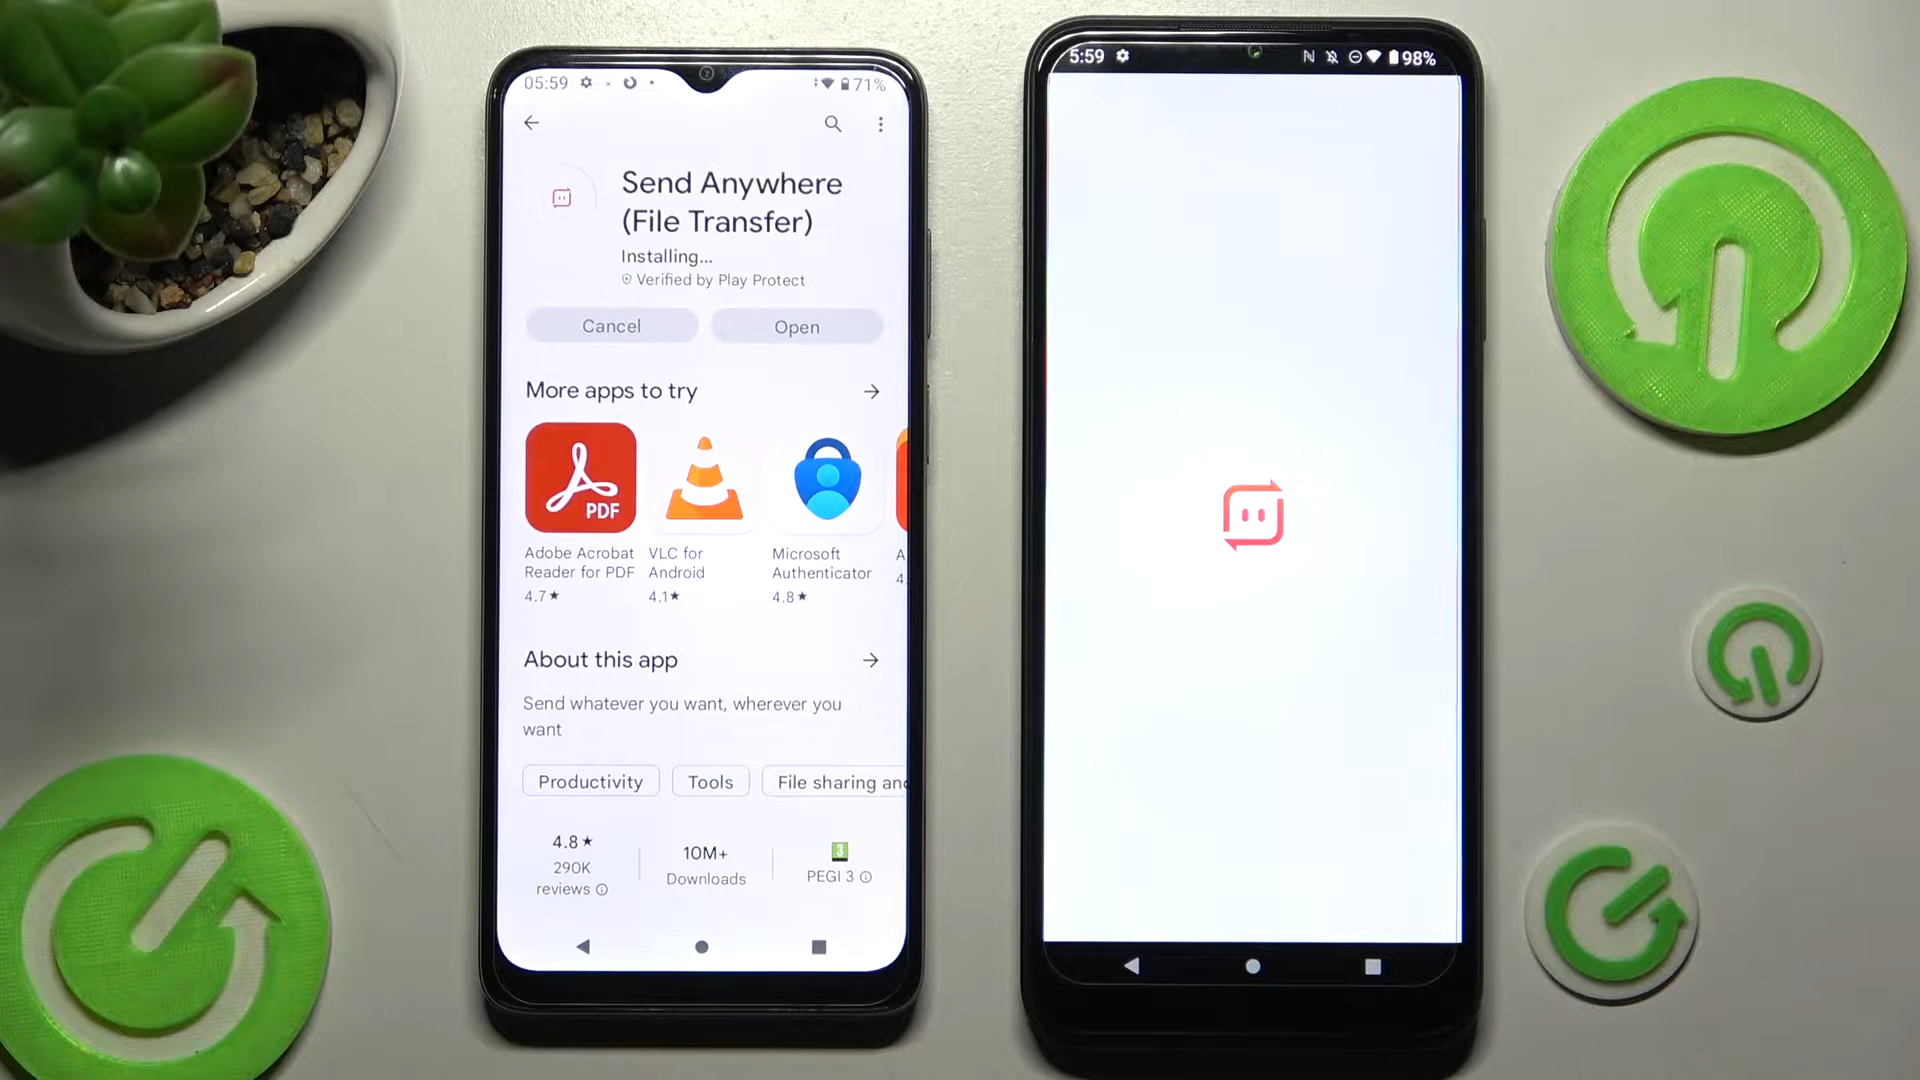 05:59
71%
Send Anywhere
(File Transfer)
Installing...
Verified by Play Protect
Cancel
Open
More apps to try
PDF
Adobe Acrobat
Reader for PDF
4.7★
VLC for
Android
4.1★
Microsoft
Authenticator
4.8★
A
4.
About this app
Send whatever you want, wherever you
want
Productivity
Tools
File sharing and
4.8★
290K
reviews
10M+
Downloads
3
PEGI 3
5:59
98%